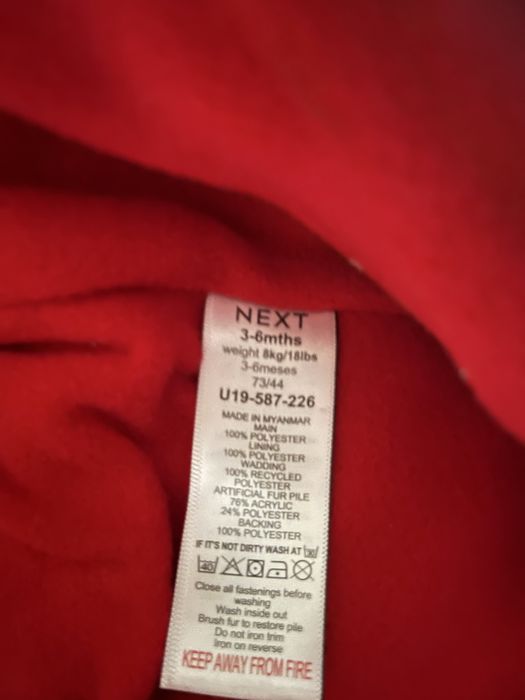 NEXT
3-6mths
weight 8kg/18lbs
3-6meses
73/44
U19-587-226
MADE IN MYANMAR
MAIN
100% POLYESTER
LINING
100% POLYESTER
WADDING
100% RECYCLED
POLYESTER
ARTIFICIAL FUR PILE
76% ACRYLIC
24% POLYESTER
BACKING
100% POLYESTER
IF IT'S NOT DIRTY WASH AT 30
40
Close all fastenings before
washing
Wash inside out
Brush fur to restore pile
Do not iron trim
Iron on reverse
KEEP AWAY FROM FIRE